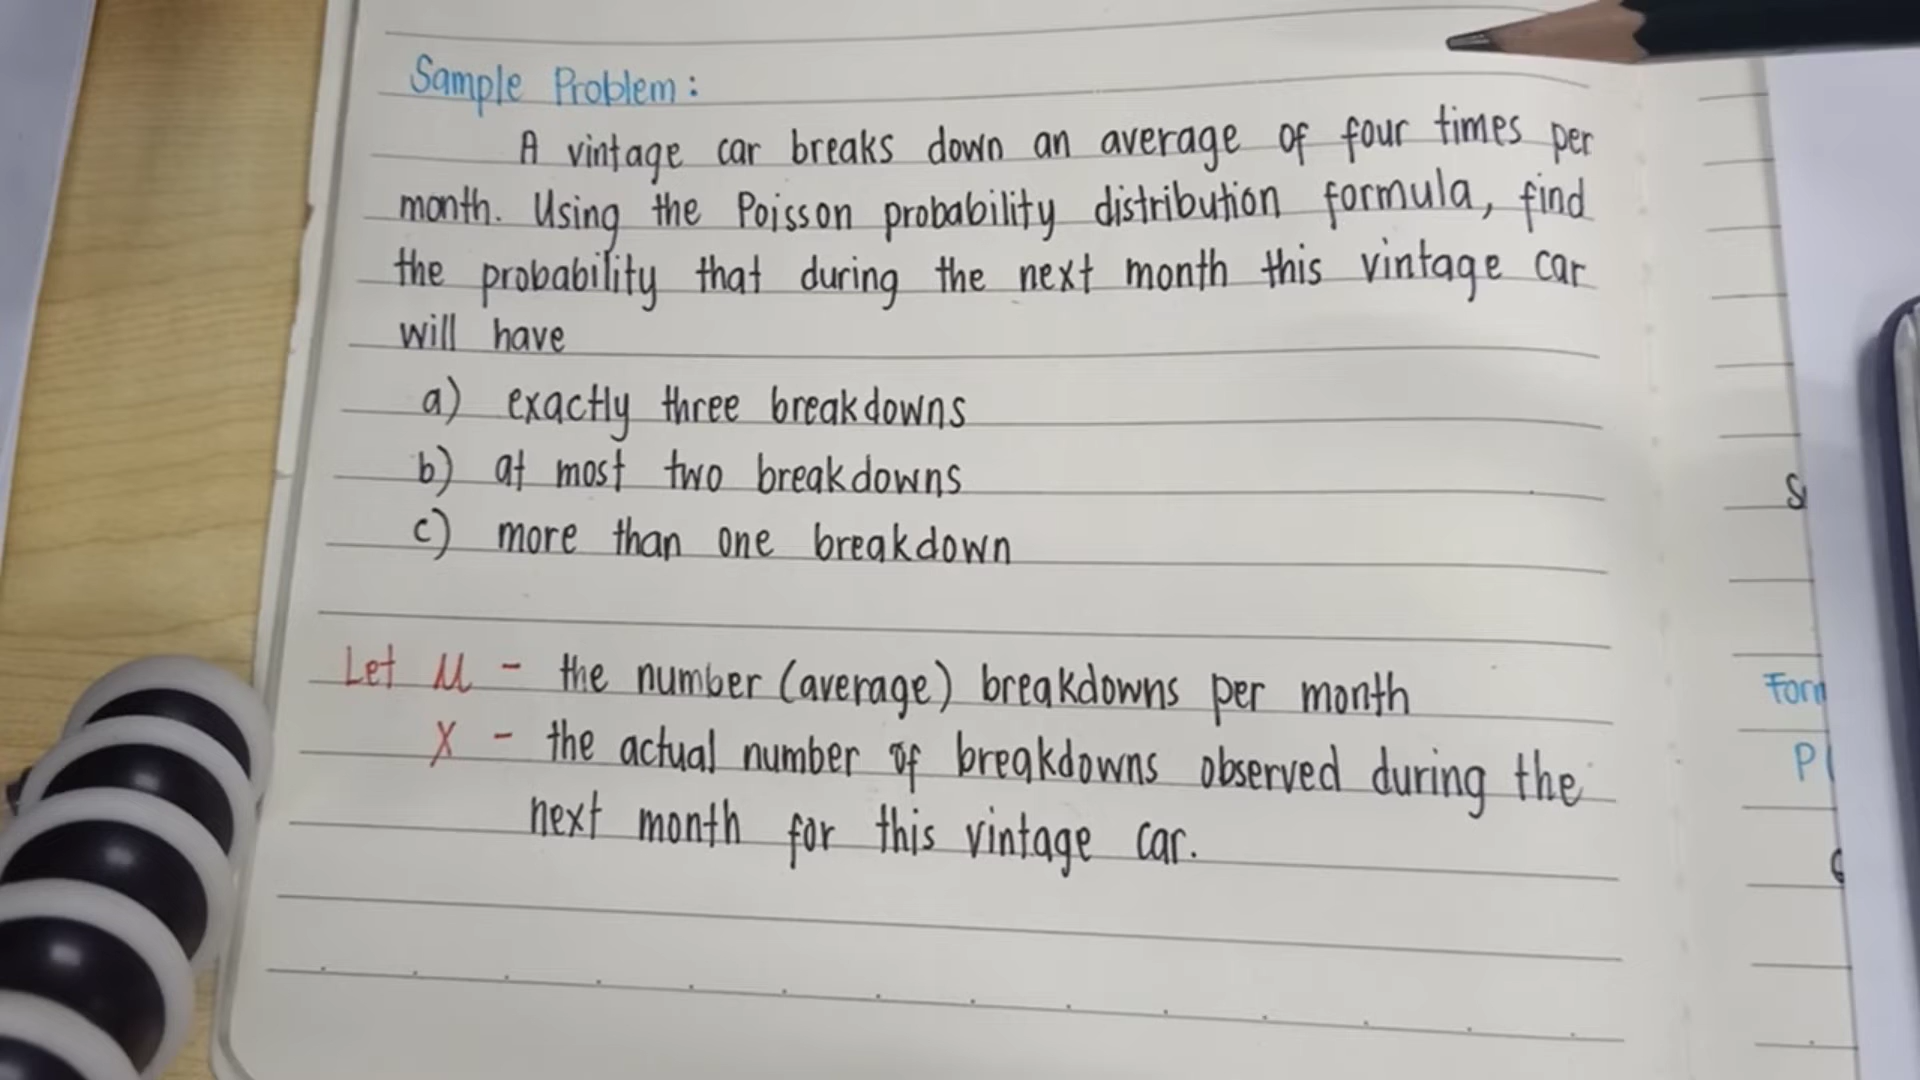 Sample Problem:
A vintage car breaks down an average of four times per
month. Using the Poisson probability distribution formula, find
the probability that during the next month this vintage car
will have
a) exactly three breakdowns
b) at most two breakdowns
c) more than one breakdown
Let μ - the number (average) breakdowns per month
X - the actual number of breakdowns observed during the
next month for this vintage car.